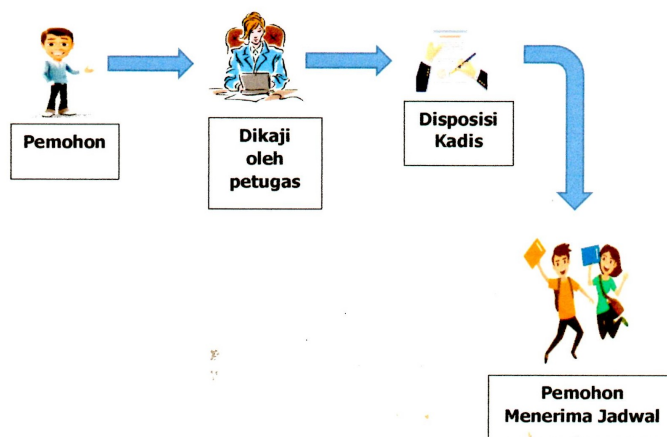 Pemohon
Dikaji
oleh
petugas
Disposisi
Kadis
Pemohon
Menerima Jadwal